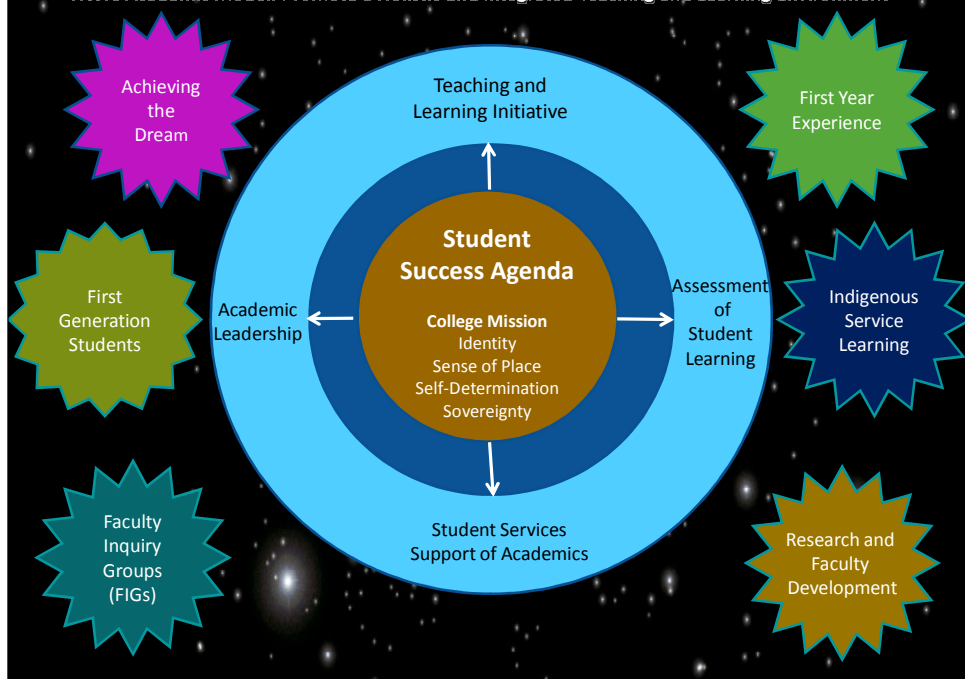 Teaching and
Learning Initiative
Achieving
the
Dream
First Year
Experience
Student
Success Agenda
College Mission
Identity
Sense of Place
Self-Determination
Sovereignty
First
Generation
Students
Academic
Leadership
Assessment
of
Student
Learning
Indigenous
Service
Learning
Faculty
Inquiry
Groups
(FIGs)
Student Services
Support of Academics
Research and
Faculty
Development